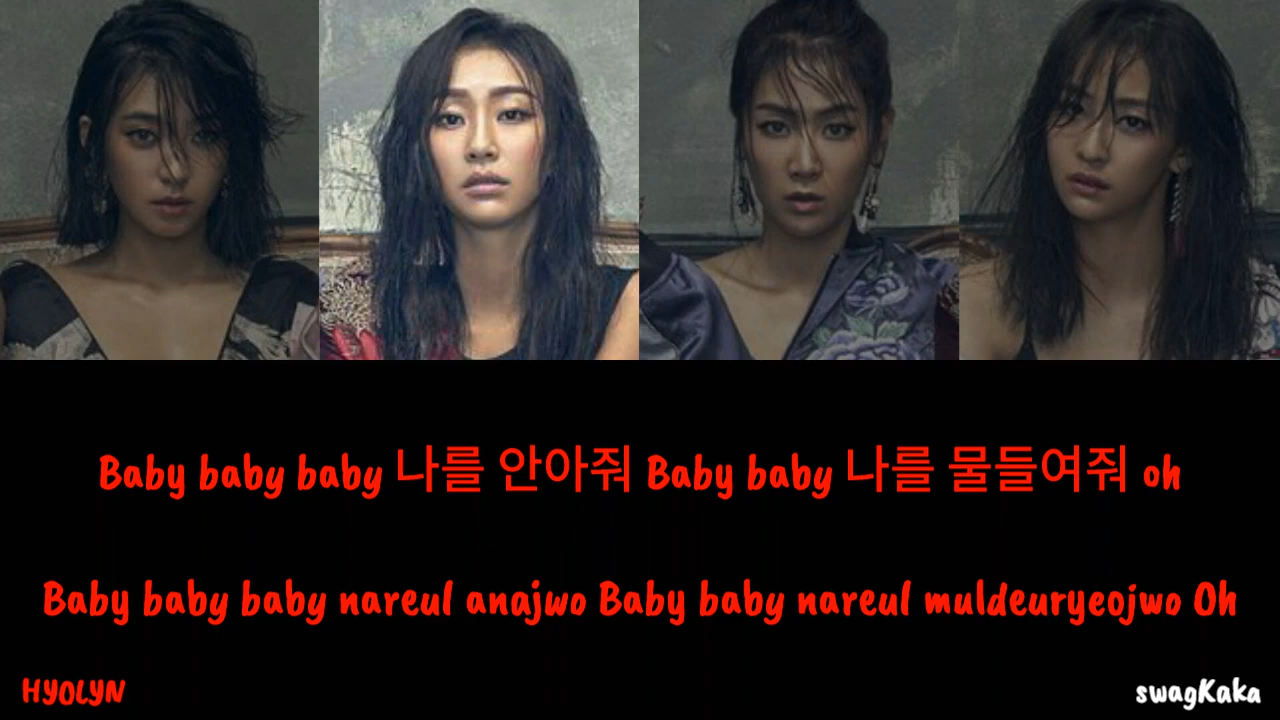 Baby baby baby 나를 안아줘 Baby baby 나를 물들여줘 oh
Baby baby baby nareul anajwo Baby baby nareul muldeuryeojwo Oh
HYOLYN
swagKaka